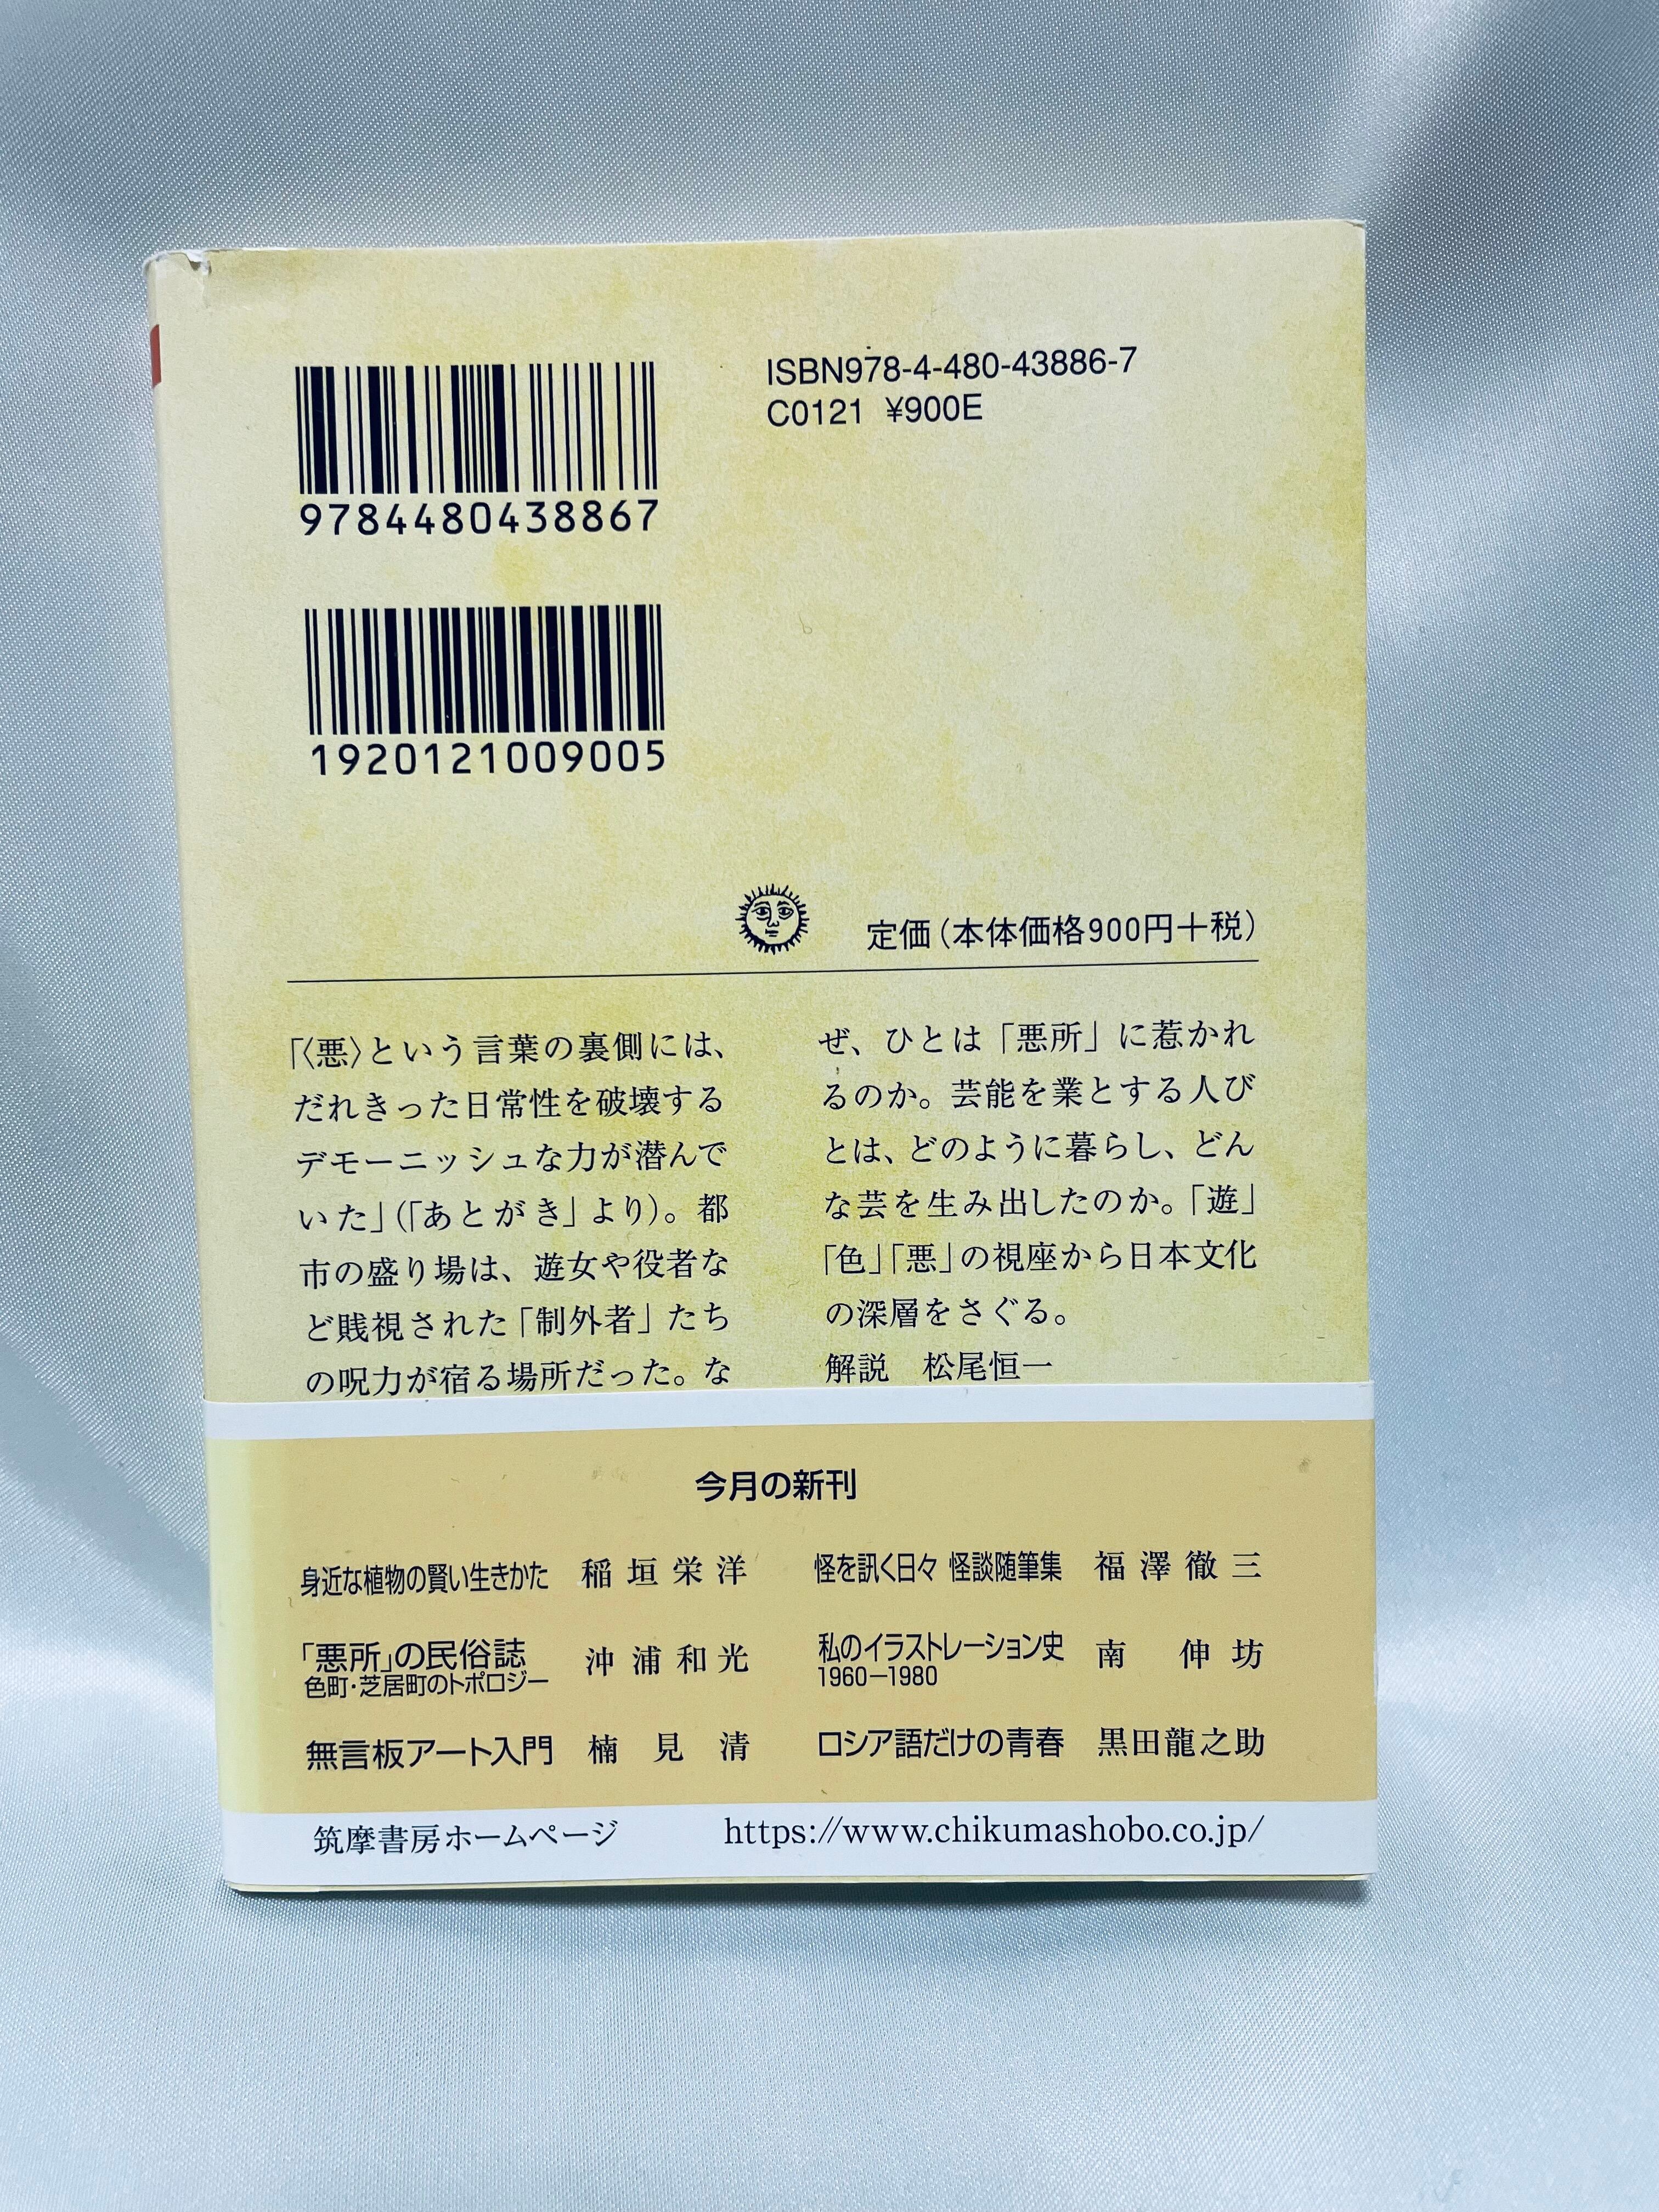 ISBN978-4-480-43886-7
C0121 ¥900E
9784480438867
1920121009005
定価(本体価格900円+税)
「〈悪〉という言葉の裏側には、
だれきった日常性を破壊する
デモーニッシュな力が潜んで
いた」(「あとがき」より)。都
市の盛り場は、遊女や役者な
ど賎視された「制外者」たち
の呪力が宿る場所だった。な
ぜ、ひとは「悪所」に惹かれ
るのか。芸能を業とする人び
とは、どのように暮らし、どん
な芸を生み出したのか。「遊」
「色」「悪」の視座から日本文化
の深層をさぐる。
解説 松尾恒一
今月の新刊
身近な植物の賢い生きかた 稲垣栄洋
「悪所」の民俗誌 沖浦和光
色町・芝居町のトポロジー
無言板アート入門 楠見清
怪を訊く日々 怪談随筆集 福澤徹三
私のイラストレーション史 南伸坊
1960—1980
ロシア語だけの青春 黒田龍之助
筑摩書房ホームページ https://www.chikumashobo.co.jp/